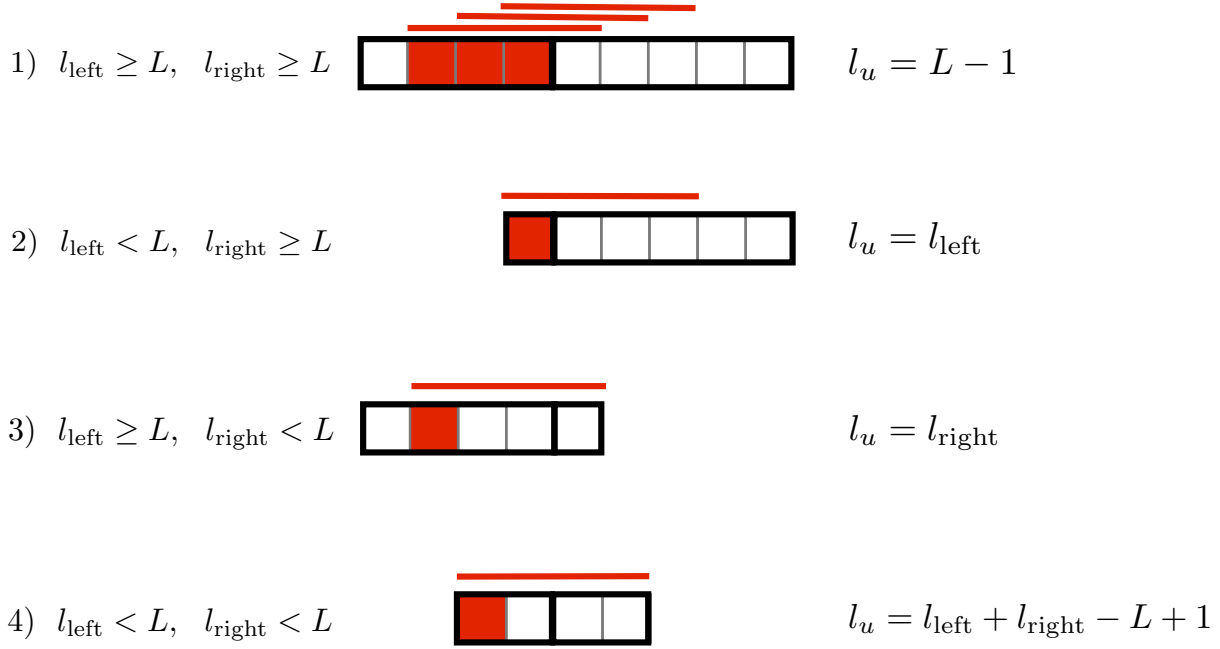 1) l_left ≥ L, l_right ≥ L l_u = L − 1
2) l_left < L, l_right ≥ L l_u = l_left
3) l_left ≥ L, l_right < L l_u = l_right
4) l_left < L, l_right < L l_u = l_left + l_right − L + 1